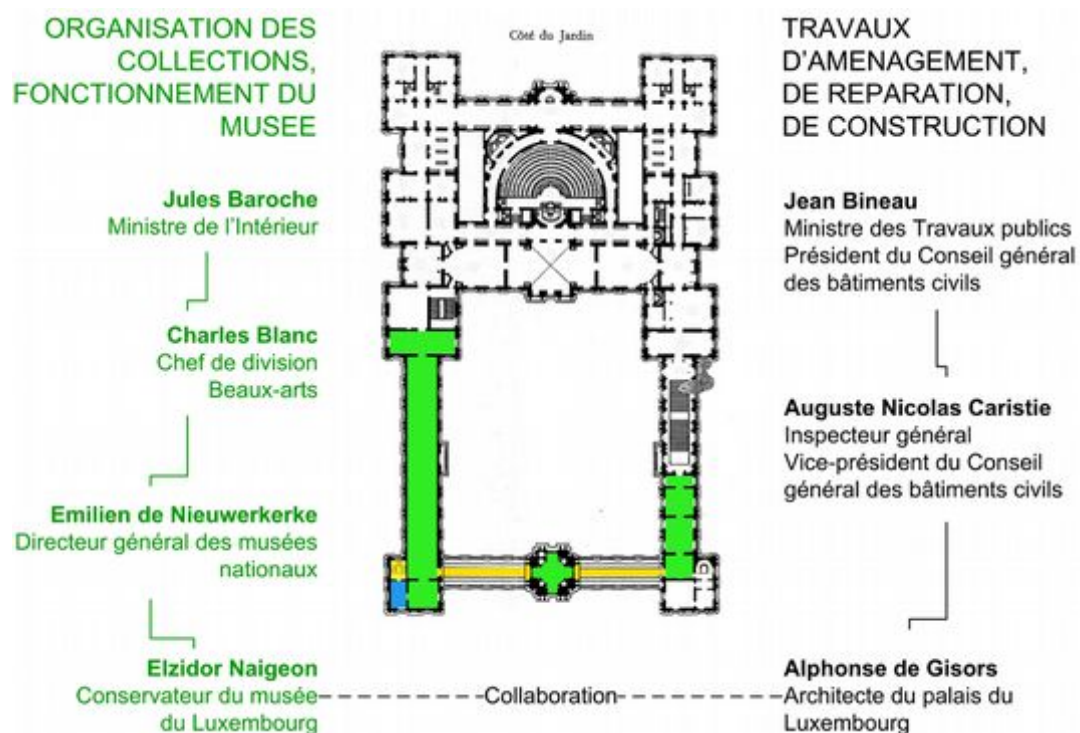 ORGANISATION DES
COLLECTIONS,
FONCTIONNEMENT DU
MUSEE
Jules Baroche
Ministre de l'Intérieur
Charles Blanc
Chef de division
Beaux-arts
Emilien de Nieuwerkerke
Directeur général des musées
nationaux
Elzidor Naigeon
Conservateur du musée
du Luxembourg
Côté du Jardin
Collaboration
TRAVAUX
D'AMENAGEMENT,
DE REPARATION,
DE CONSTRUCTION
Jean Bineau
Ministre des Travaux publics
Président du Conseil général
des bâtiments civils
Auguste Nicolas Caristie
Inspecteur général
Vice-président du Conseil
général des bâtiments civils
Alphonse de Gisors
Architecte du palais du
Luxembourg